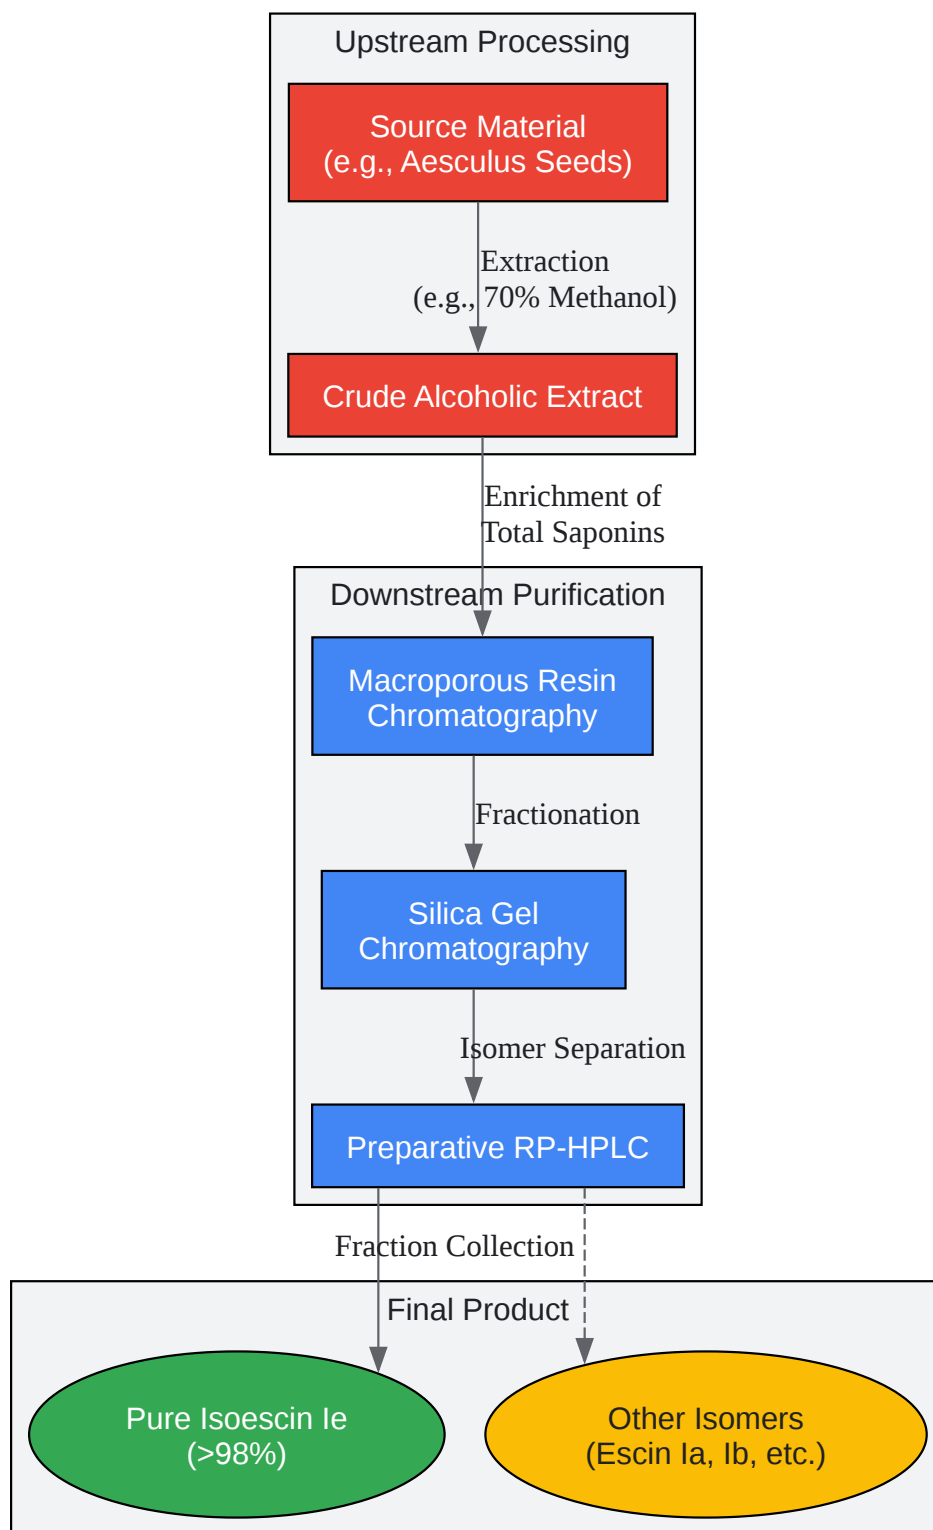 Upstream Processing
Source Material
(e.g., Aesculus Seeds)
Extraction
(e.g., 70% Methanol)
Crude Alcoholic Extract
Enrichment of
Total Saponins
Downstream Purification
Macroporous Resin
Chromatography
Fractionation
Silica Gel
Chromatography
Isomer Separation
Preparative RP-HPLC
Fraction Collection
Final Product
Pure Isoescin Ie
(>98%)
Other Isomers
(Escin Ia, Ib, etc.)